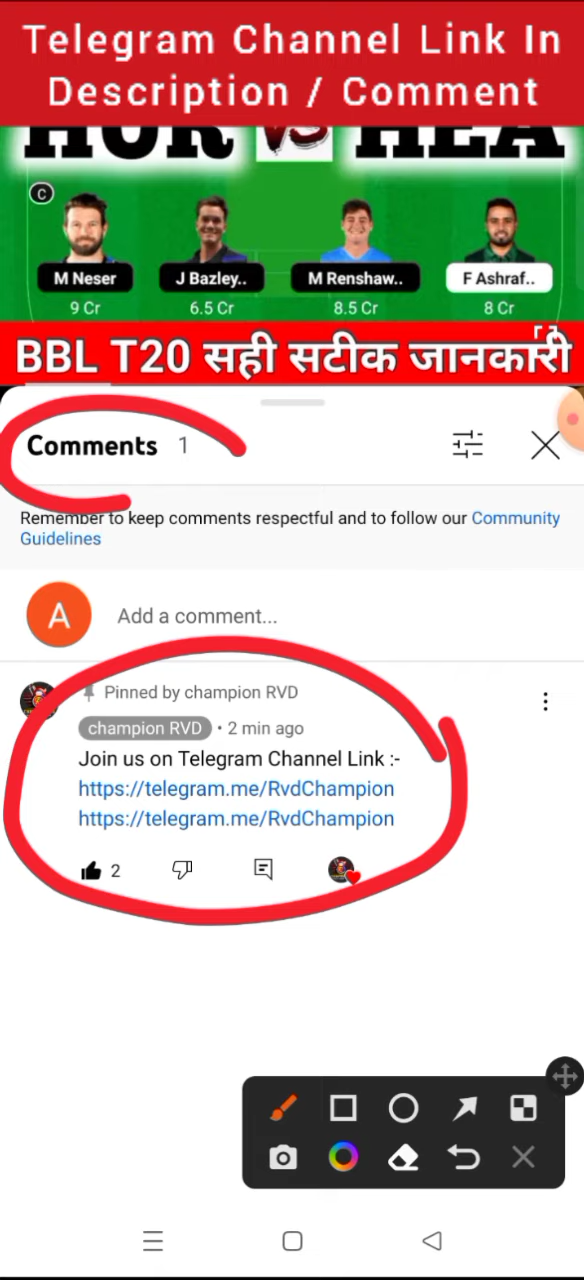 Telegram Channel Link In
Description / Comment
HUR VS HEA
C
M Neser
J Bazley..
M Renshaw..
F Ashraf..
9 Cr
6.5 Cr
8.5 Cr
8 Cr
BBL T20 सही सटीक जानकारी
Comments 1
Remember to keep comments respectful and to follow our Community
Guidelines
A
Add a comment...
Pinned by champion RVD
champion RVD • 2 min ago
Join us on Telegram Channel Link :-
https://telegram.me/RvdChampion
https://telegram.me/RvdChampion
2